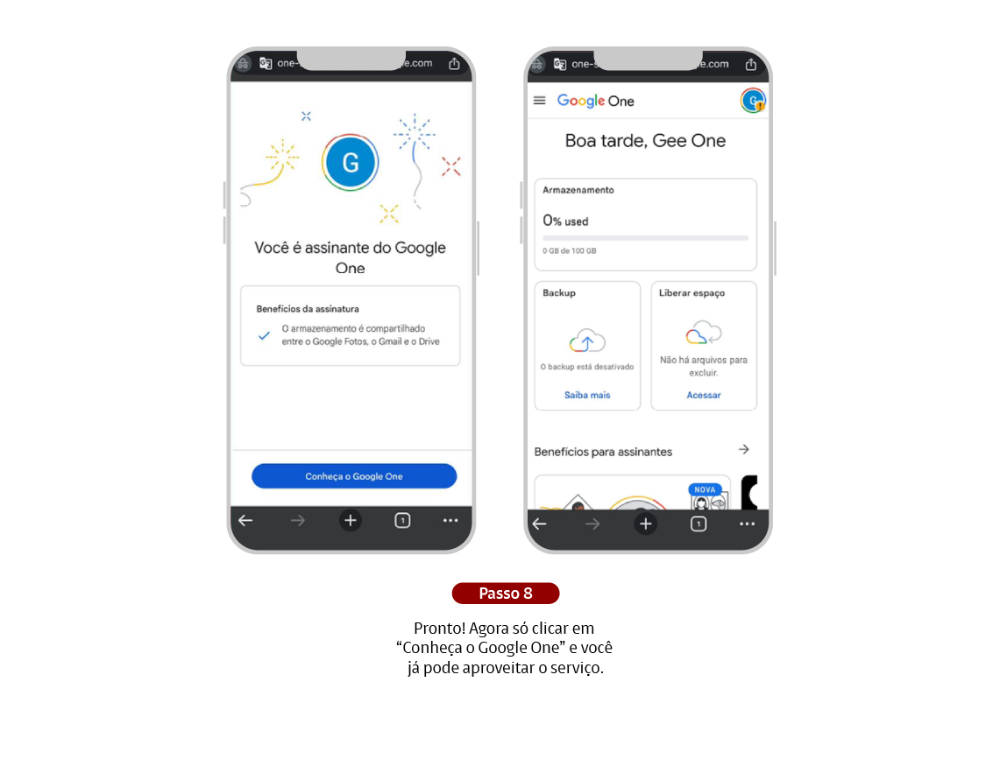 one-
e.com
G
Você é assinante do Google
One
Benefícios da assinatura
O armazenamento é compartilhado
entre o Google Fotos, o Gmail e o Drive
Conheça o Google One
1
one-s
e.com
Google One
G
Boa tarde, Gee One
Armazenamento
0% used
0 GB de 100 GB
Backup
O backup está desativado
Saiba mais
Liberar espaço
Não há arquivos para
excluir.
Acessar
Benefícios para assinantes
NOVA
1
Passo 8
Pronto! Agora só clicar em
“Conheça o Google One” e você
já pode aproveitar o serviço.